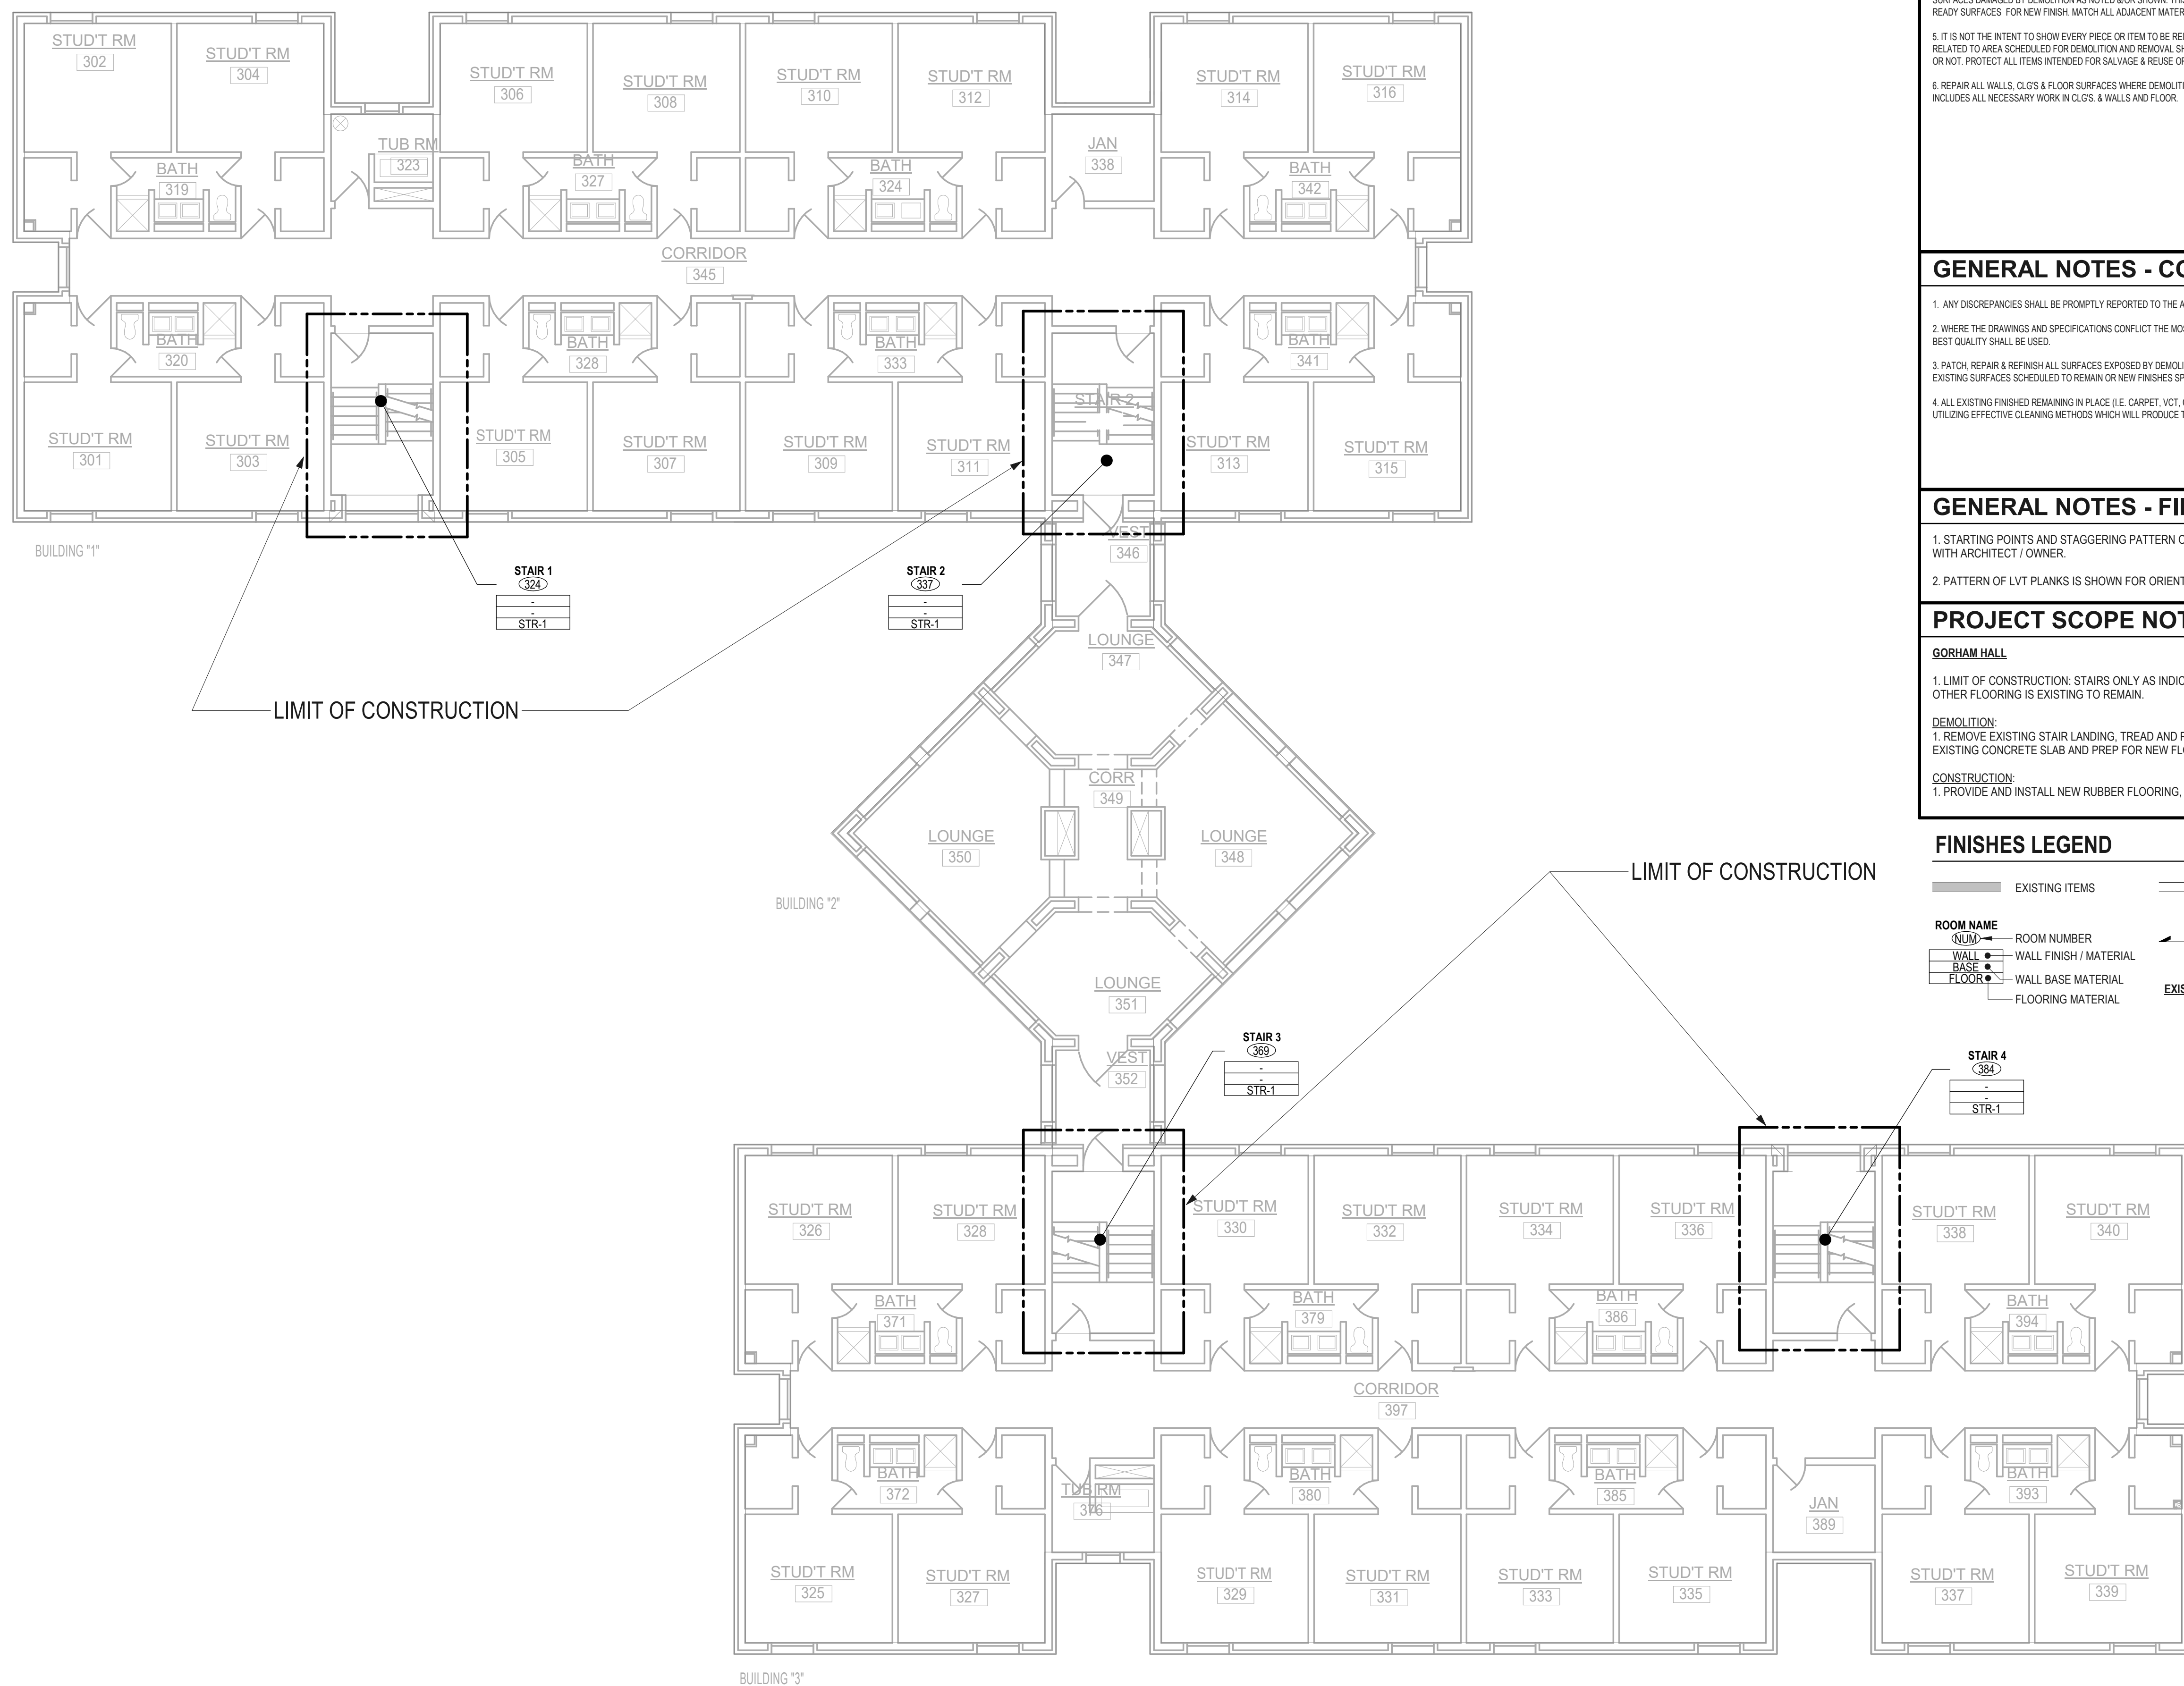 STUD'T RM
302
STUD'T RM
304
STUD'T RM
306
STUD'T RM
308
STUD'T RM
310
STUD'T RM
312
STUD'T RM
314
STUD'T RM
316
TUB RM
323
JAN
338
BATH
319
BATH
327
BATH
324
BATH
342
CORRIDOR
345
BATH
320
BATH
328
BATH
333
BATH
341
STAIR 2
STUD'T RM
301
STUD'T RM
303
STUD'T RM
305
STUD'T RM
307
STUD'T RM
309
STUD'T RM
311
STUD'T RM
313
STUD'T RM
315
BUILDING "1"
VEST
346
STAIR 1
324
-
-
STR-1
STAIR 2
337
-
-
STR-1
LIMIT OF CONSTRUCTION
LOUNGE
347
CORR
349
LOUNGE
350
LOUNGE
348
BUILDING "2"
LIMIT OF CONSTRUCTION
LOUNGE
351
VEST
352
STAIR 3
369
-
-
STR-1
STAIR 4
384
-
-
STR-1
STUD'T RM
326
STUD'T RM
328
STUD'T RM
330
STUD'T RM
332
STUD'T RM
334
STUD'T RM
336
STUD'T RM
338
STUD'T RM
340
BATH
371
BATH
379
BATH
386
BATH
394
CORRIDOR
397
BATH
372
TUB RM
376
BATH
380
BATH
385
JAN
389
BATH
393
STUD'T RM
325
STUD'T RM
327
STUD'T RM
329
STUD'T RM
331
STUD'T RM
333
STUD'T RM
335
STUD'T RM
337
STUD'T RM
339
BUILDING "3"
READY SURFACES FOR NEW FINISH. MATCH ALL ADJACENT
5. IT IS NOT THE INTENT TO SHOW EVERY PIECE OR ITEM TO BE
RELATED TO AREA SCHEDULED FOR DEMOLITION AND REMOVAL
OR NOT. PROTECT ALL ITEMS INTENDED FOR SALVAGE & REUSE
6. REPAIR ALL WALLS, CLG'S & FLOOR SURFACES WHERE
INCLUDES ALL NECESSARY WORK IN CLG'S. & WALLS AND FLOOR.
GENERAL NOTES - CO
1. ANY DISCREPANCIES SHALL BE PROMPTLY REPORTED TO THE A
2. WHERE THE DRAWINGS AND SPECIFICATIONS CONFLICT THE MO
BEST QUALITY SHALL BE USED.
3. PATCH, REPAIR & REFINISH ALL SURFACES EXPOSED BY DEMOLI
EXISTING SURFACES SCHEDULED TO REMAIN OR NEW FINISHES SP
4. ALL EXISTING FINISHED REMAINING IN PLACE (I.E. CARPET, VCT,
UTILIZING EFFECTIVE CLEANING METHODS WHICH WILL PRODUCE T
GENERAL NOTES - FI
1. STARTING POINTS AND STAGGERING PATTERN
WITH ARCHITECT / OWNER.
2. PATTERN OF LVT PLANKS IS SHOWN FOR ORIENT
PROJECT SCOPE NOT
GORHAM HALL
1. LIMIT OF CONSTRUCTION: STAIRS ONLY AS INDIC
OTHER FLOORING IS EXISTING TO REMAIN.
DEMOLITION:
1. REMOVE EXISTING STAIR LANDING, TREAD AND
EXISTING CONCRETE SLAB AND PREP FOR NEW
CONSTRUCTION:
1. PROVIDE AND INSTALL NEW RUBBER FLOORING,
FINISHES LEGEND
EXISTING ITEMS
ROOM NAME
NUM
ROOM NUMBER
WALL
WALL FINISH / MATERIAL
BASE
WALL BASE MATERIAL
FLOOR
FLOORING MATERIAL
EXIS